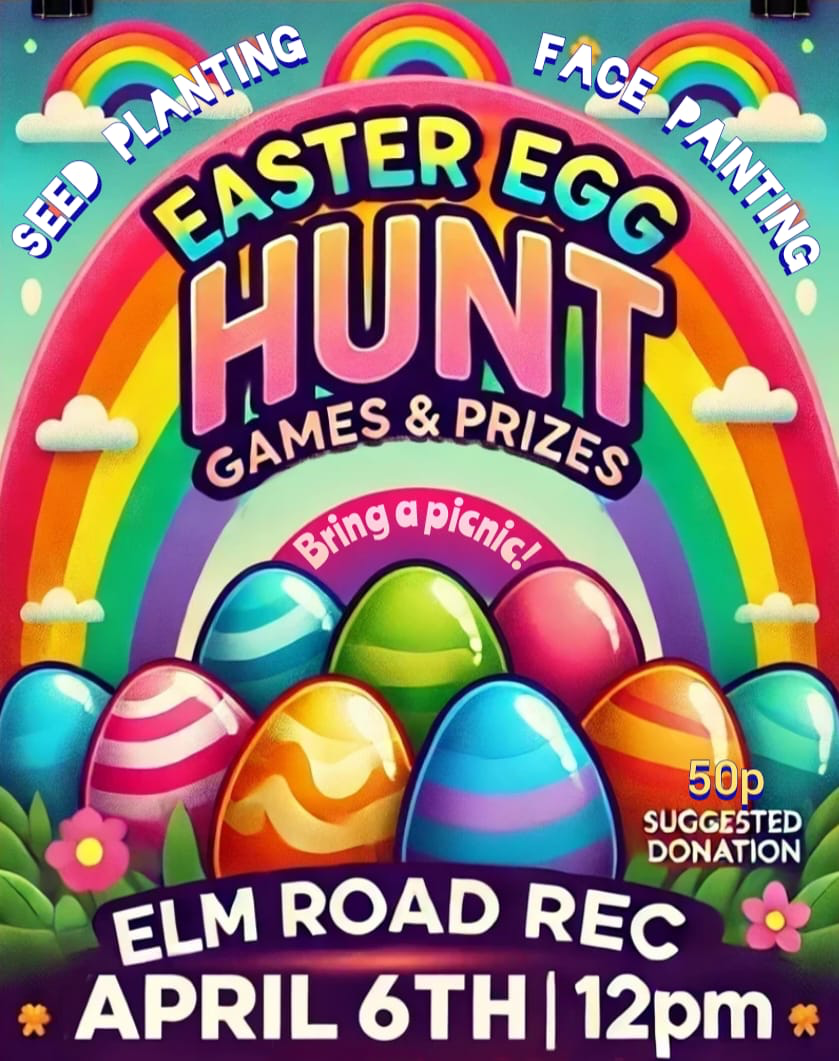 SEED PLANTING
FACE PAINTING
EASTER EGG
HUNT
GAMES & PRIZES
Bring a picnic!
50p
SUGGESTED
DONATION
ELM ROAD REC
APRIL 6TH | 12pm